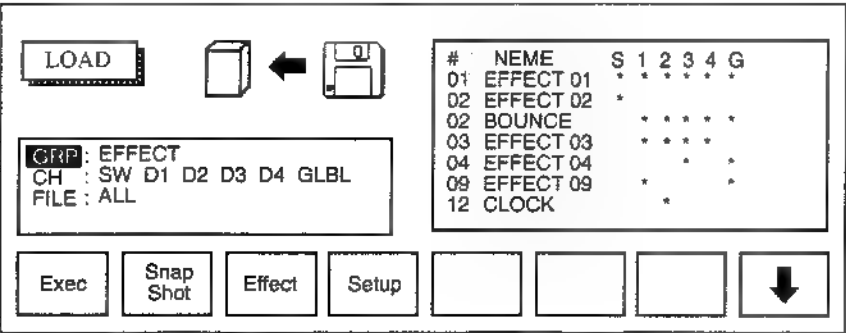 LOAD
GRP : EFFECT
CH : SW D1 D2 D3 D4 GLBL
FILE : ALL
# NEME S 1 2 3 4 G
01 EFFECT 01 * * * * * *
02 EFFECT 02 *
02 BOUNCE * * * * *
03 EFFECT 03 * * * *
04 EFFECT 04 * *
09 EFFECT 09 * *
12 CLOCK *
Exec
Snap
Shot
Effect
Setup